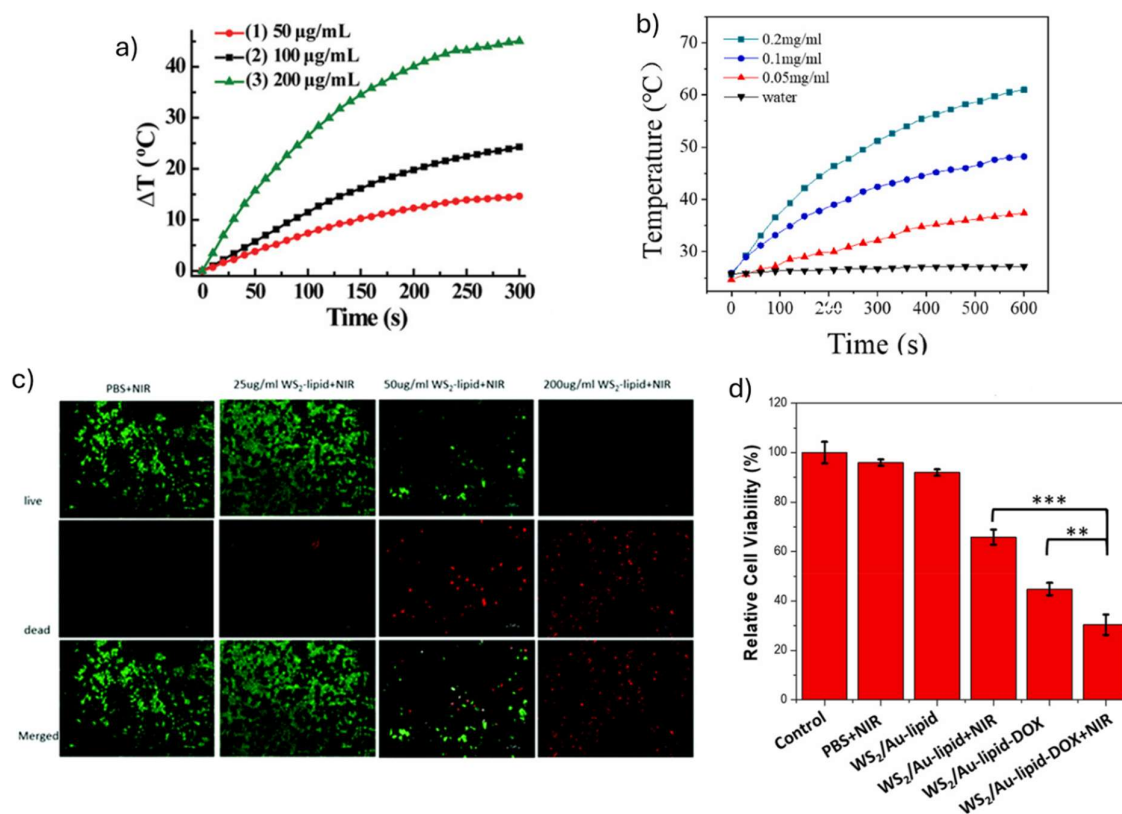 a)
(1) 50 μg/mL
(2) 100 μg/mL
(3) 200 μg/mL
40
30
20
10
0
ΔT (°C)
0 50 100 150 200 250 300
Time (s)
b)
0.2mg/ml
0.1mg/ml
0.05mg/ml
water
70
60
50
40
30
Temperature (°C)
0 100 200 300 400 500 600
Time (s)
c)
PBS+NIR 25ug/ml WS₂-lipid+NIR 50ug/ml WS₂-lipid+NIR 200ug/ml WS₂-lipid+NIR
live
dead
Merged
d)
120
100
80
60
40
20
0
Relative Cell Viability (%)
***
**
Control
PBS+NIR
WS₂/Au-lipid
WS₂/Au-lipid+NIR
WS₂/Au-lipid-DOX
WS₂/Au-lipid-DOX+NIR